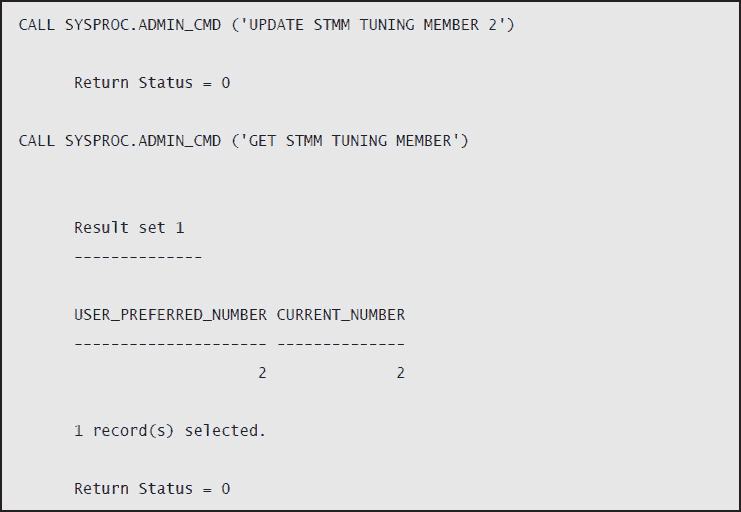 CALL SYSPROC.ADMIN_CMD ('UPDATE STMM TUNING MEMBER 2')
Return Status = 0
CALL SYSPROC.ADMIN_CMD ('GET STMM TUNING MEMBER')
Result set 1
--------------
USER_PREFERRED_NUMBER CURRENT_NUMBER
--------------------- --------------
2 2
1 record(s) selected.
Return Status = 0